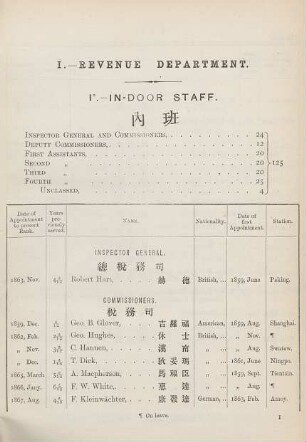 I.—REVENUE DEPARTMENT.
1°.—IN-DOOR STAFF.
內班
INSPECTOR GENERAL AND COMMISSIONERS, 24
DEPUTY COMMISSIONERS, 12
FIRST ASSISTANTS, 20
SECOND „ 20
125
THIRD „ 20
FOURTH „ 25
UNCLASSED, 4
Date of Appointment to present Rank. Years previously served. Name. Nationality. Date of first Appointment. Station.
INSPECTOR GENERAL.
總稅務司
1863, Nov. Robert Hart, 赫德 British, 1859, June Peking.
COMMISSIONERS.
稅務司
1859, Dec. Geo. B. Glover, 吉羅福 American, 1859, Aug. Shanghai.
1862, Feb. Geo. Hughes, 休士 British, „ Nov. ¶
„ Nov. C. Hannen, 漢南 „ „ Aug. Swatow.
„ „ T. Dick, 狄妥瑪 „ 1861, June Ningpo.
1865, March A. Macpherson, 馬福臣 „ 1859, Sept. Tientsin.
1866, Jany. F. W. White, 惠達 „ „ Aug. ¶
1867, Aug. F. Kleinwächter, German, 1863, Feb. Amoy.
¶ On leave.
1